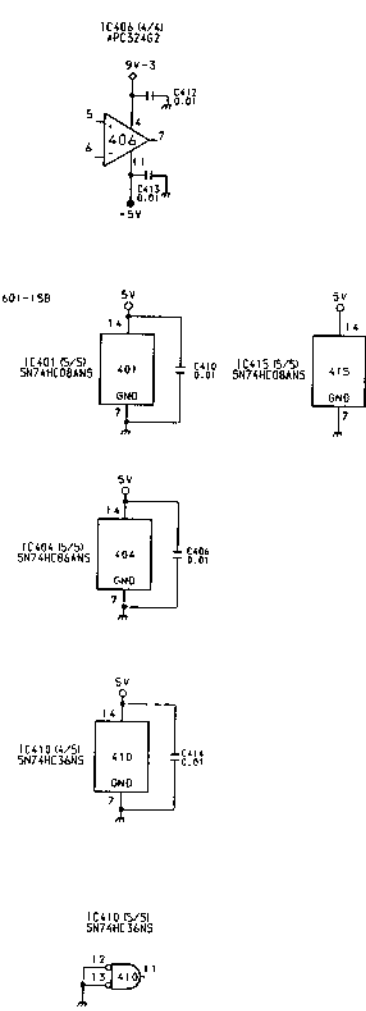 IC406 (4/4)
µPC324G2
9V-3
C412
0.01
5
4
406
7
6
11
C413
0.01
-5V
601-1SB
5V
14
IC401 (5/5)
SN74HC08ANS
401
C410
0.01
GND
7
5V
14
IC415 (5/5)
SN74HC08ANS
415
GND
7
5V
14
IC404 (5/5)
SN74HC86ANS
404
C406
0.01
GND
7
5V
14
IC410 (4/5)
SN74HC36NS
410
C414
0.01
GND
7
IC410 (5/5)
SN74HC36NS
12
13
410
11